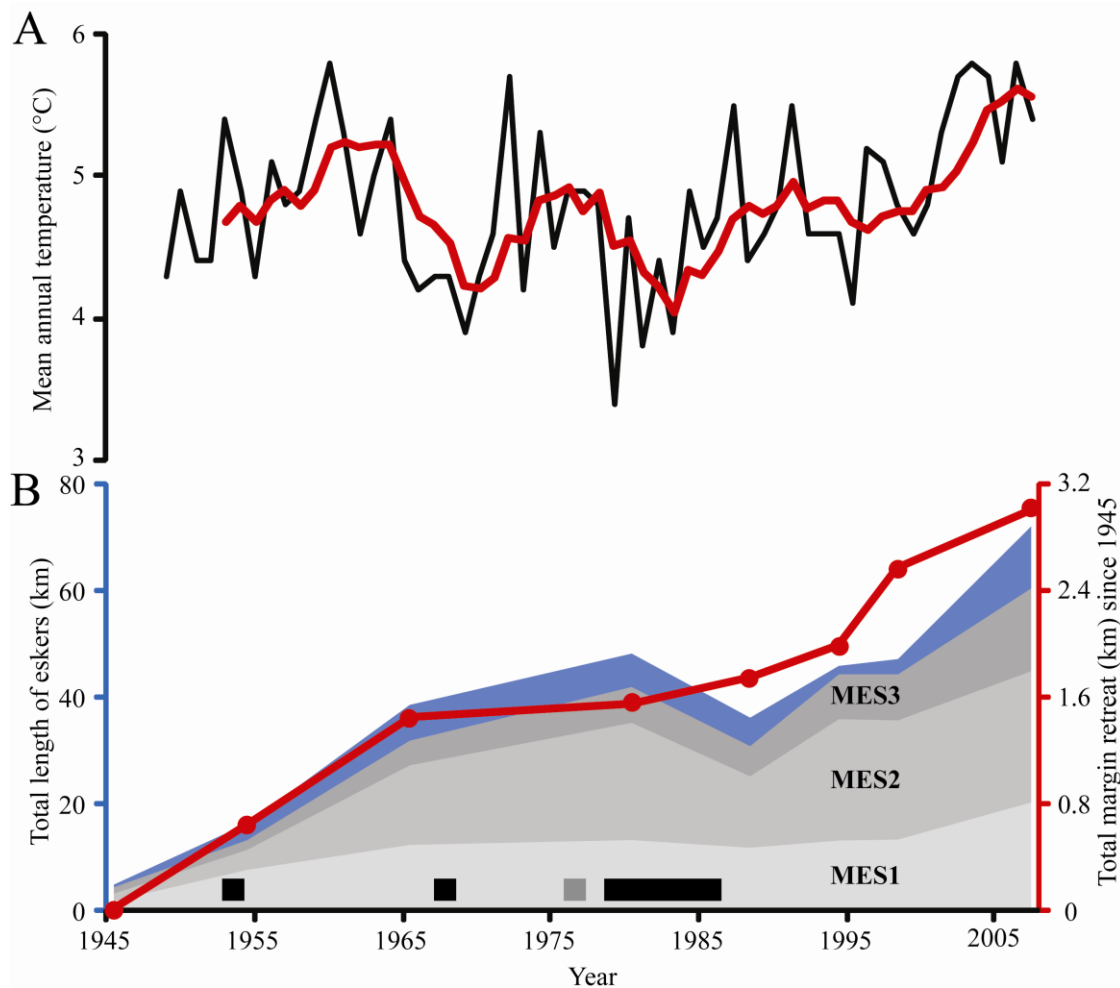 A
Mean annual temperature (°C)
6
5
4
3
B
Total length of eskers (km)
80
60
40
20
0
MES3
MES2
MES1
3.2
2.4
1.6
0.8
0
Total margin retreat (km) since 1945
1945 1955 1965 1975 1985 1995 2005
Year